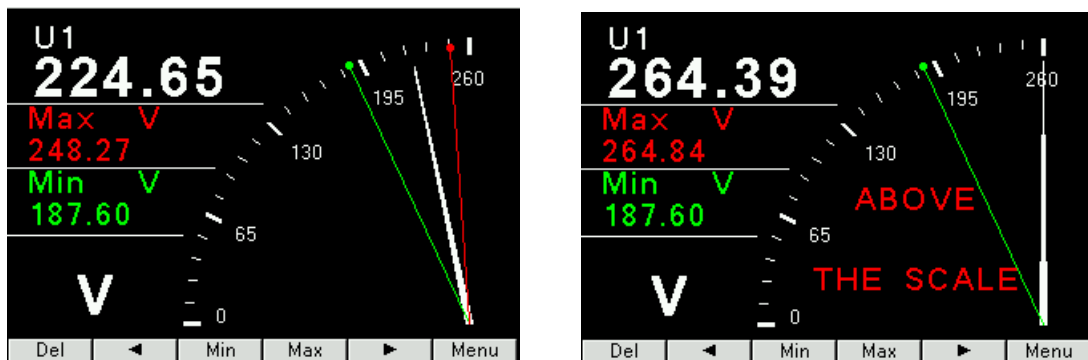 U1
224.65
Max V
248.27
Min V
187.60
V
0
65
130
195
260
Del ◄ Min Max ► Menu
U1
264.39
Max V
264.84
Min V
187.60
V
0
65
130
195
260
ABOVE
THE SCALE
Del ◄ Min Max ► Menu